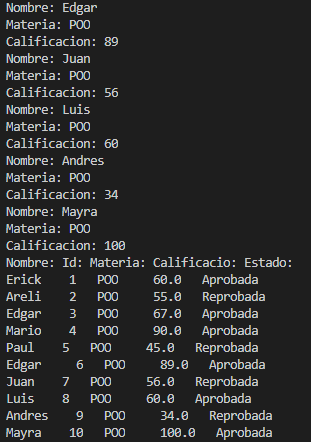 Nombre: Edgar
Materia: POO
Calificacion: 89
Nombre: Juan
Materia: POO
Calificacion: 56
Nombre: Luis
Materia: POO
Calificacion: 60
Nombre: Andres
Materia: POO
Calificacion: 34
Nombre: Mayra
Materia: POO
Calificacion: 100
Nombre: Id: Materia: Calificacio: Estado:
Erick 1 POO 60.0 Aprobada
Areli 2 POO 55.0 Reprobada
Edgar 3 POO 67.0 Aprobada
Mario 4 POO 90.0 Aprobada
Paul 5 POO 45.0 Reprobada
Edgar 6 POO 89.0 Aprobada
Juan 7 POO 56.0 Reprobada
Luis 8 POO 60.0 Aprobada
Andres 9 POO 34.0 Reprobada
Mayra 10 POO 100.0 Aprobada